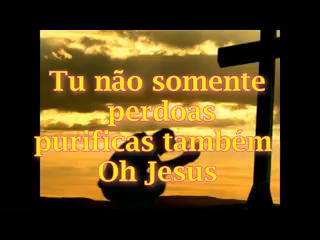 Tu não somente
perdoas
purificas também
Oh Jesus